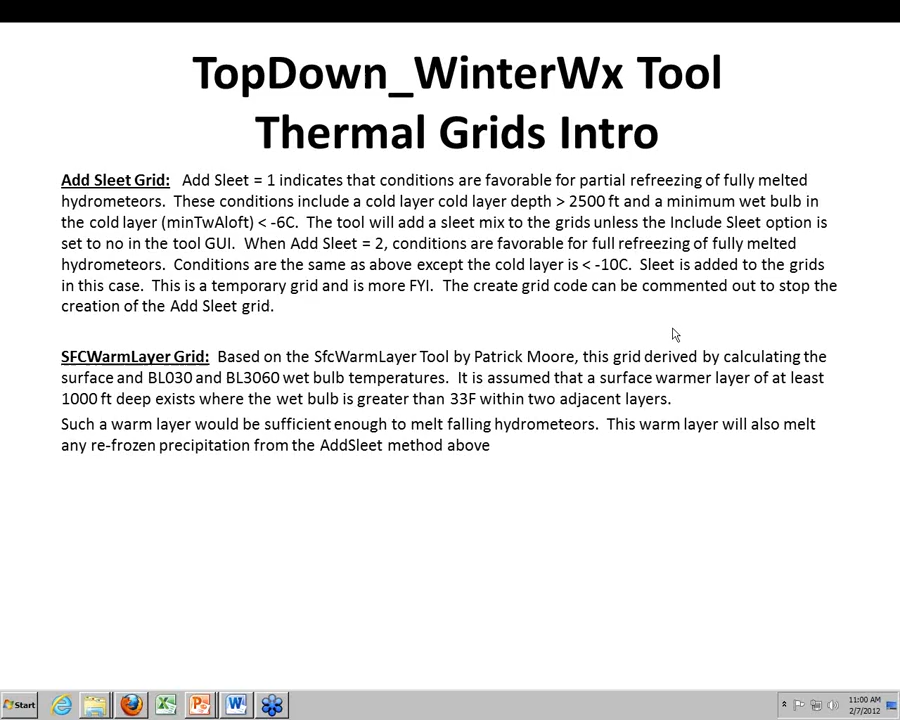 TopDown_WinterWx Tool
Thermal Grids Intro
Add Sleet Grid: Add Sleet = 1 indicates that conditions are favorable for partial refreezing of fully melted
hydrometeors. These conditions include a cold layer cold layer depth > 2500 ft and a minimum wet bulb in
the cold layer (minTwAloft) < -6C. The tool will add a sleet mix to the grids unless the Include Sleet option is
set to no in the tool GUI. When Add Sleet = 2, conditions are favorable for full refreezing of fully melted
hydrometeors. Conditions are the same as above except the cold layer is < -10C. Sleet is added to the grids
in this case. This is a temporary grid and is more FYI. The create grid code can be commented out to stop the
creation of the Add Sleet grid.
SFCWarmLayer Grid: Based on the SfcWarmLayer Tool by Patrick Moore, this grid derived by calculating the
surface and BL030 and BL3060 wet bulb temperatures. It is assumed that a surface warmer layer of at least
1000 ft deep exists where the wet bulb is greater than 33F within two adjacent layers.
Such a warm layer would be sufficient enough to melt falling hydrometeors. This warm layer will also melt
any re-frozen precipitation from the AddSleet method above
Start
11:00 AM
2/7/2012